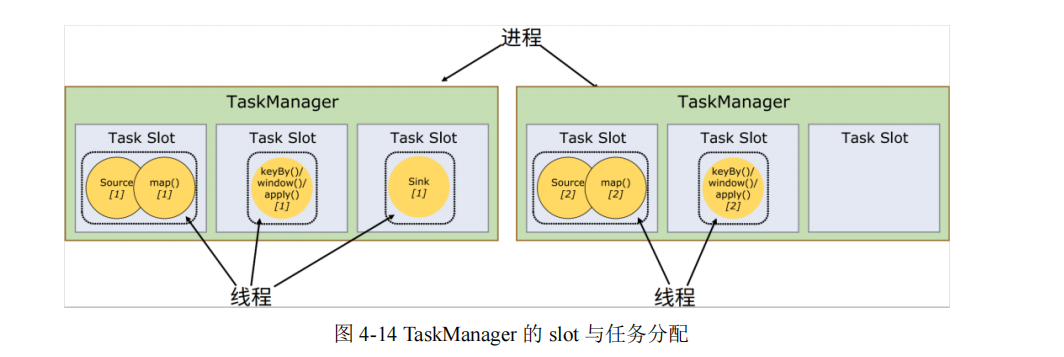 进程
TaskManager
TaskManager
Task Slot
Task Slot
Task Slot
Task Slot
Task Slot
Task Slot
Source
[1]
map()
[1]
keyBy()/
window()/
apply()
[1]
Sink
[1]
Source
[2]
map()
[2]
keyBy()/
window()/
apply()
[2]
线程
线程
图 4-14 TaskManager 的 slot 与任务分配